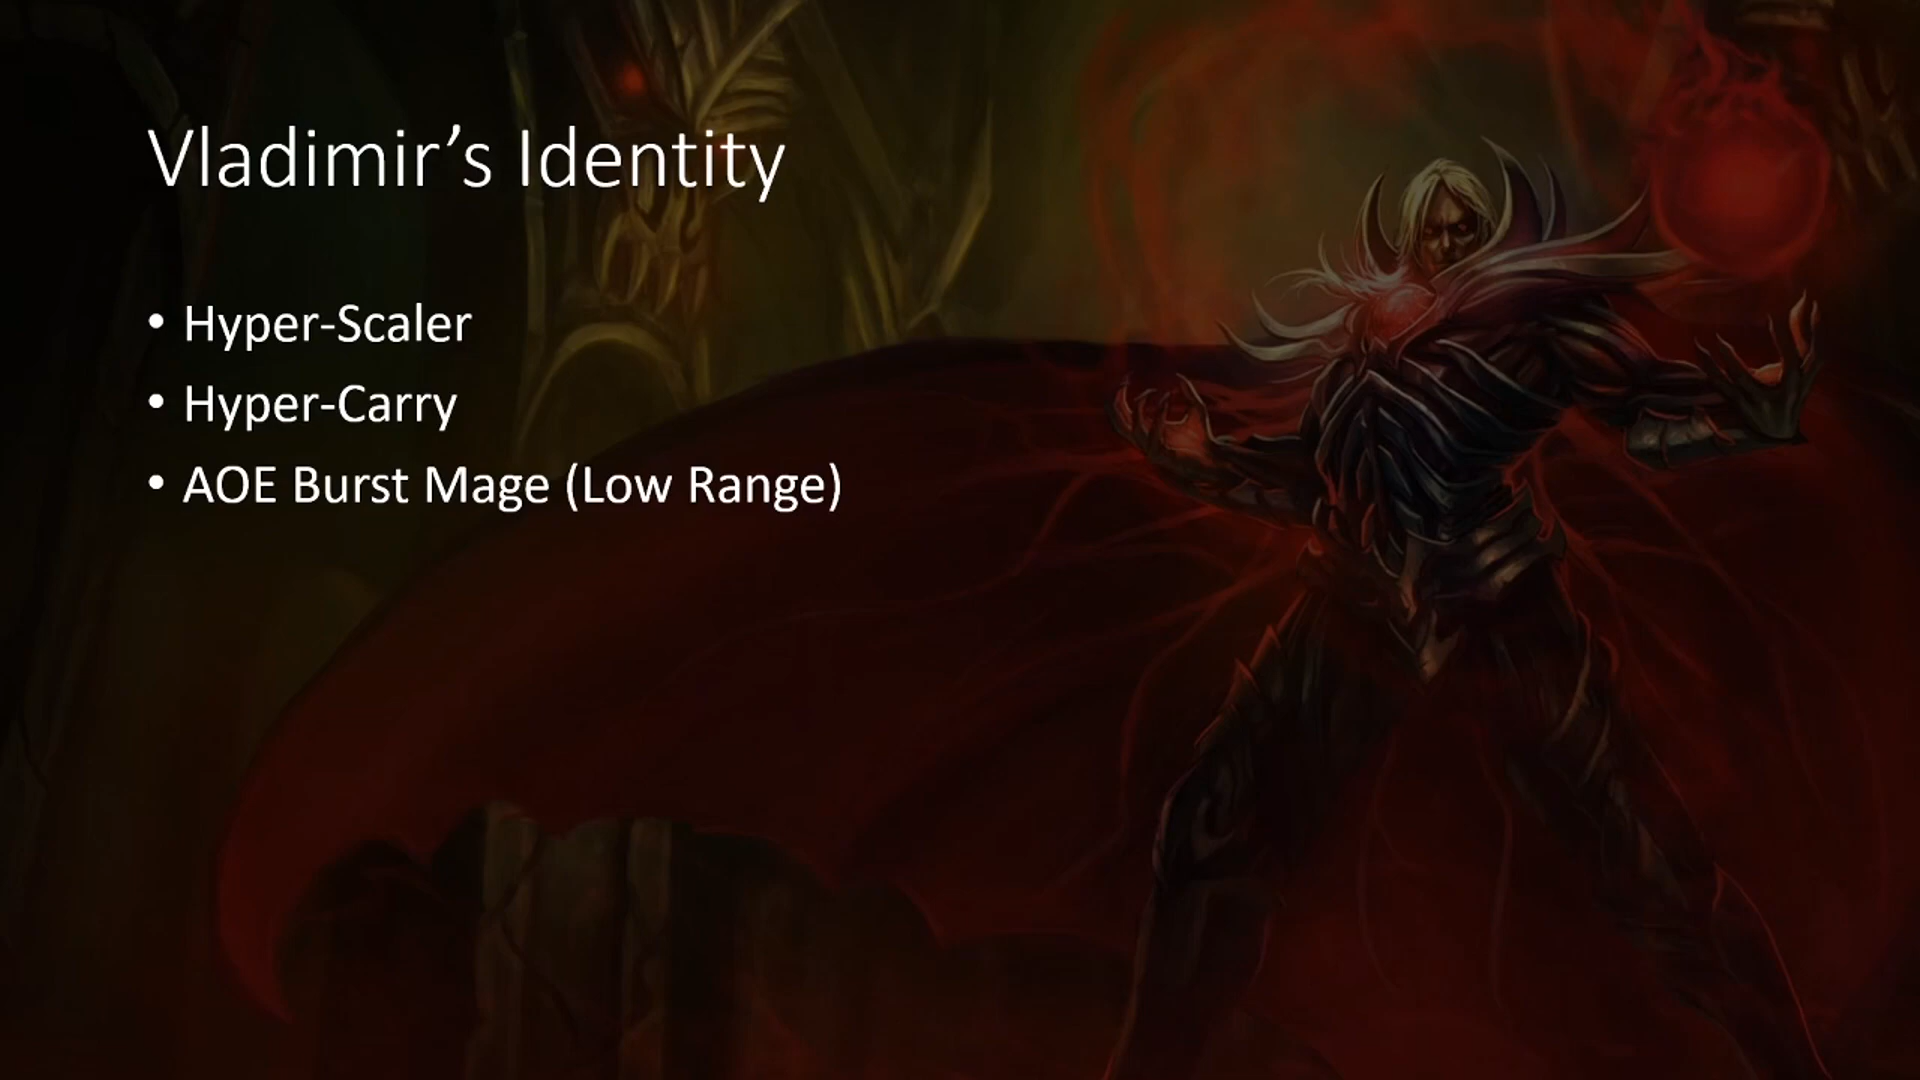 Vladimir’s Identity
• Hyper-Scaler
• Hyper-Carry
• AOE Burst Mage (Low Range)